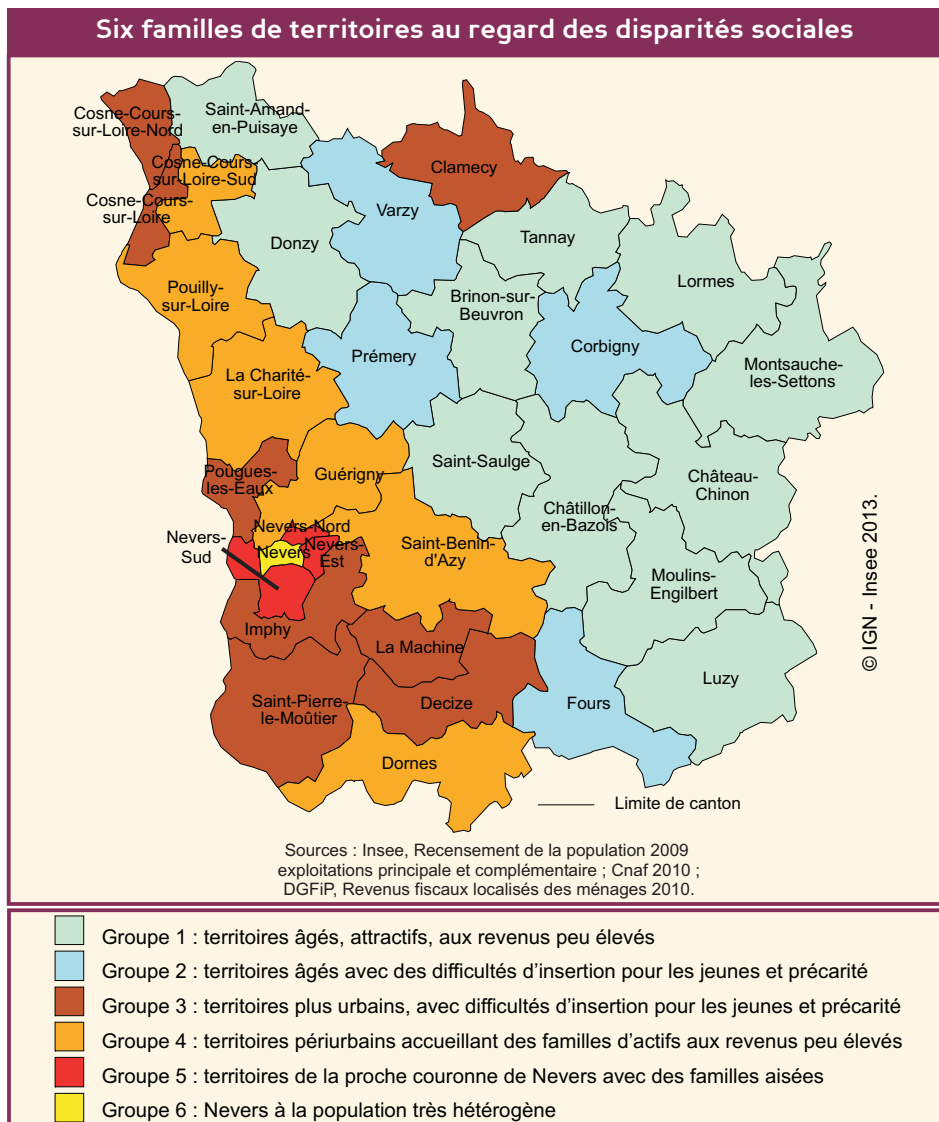 Six familles de territoires au regard des disparités sociales
Cosne-Cours-
sur-Loire-Nord
Saint-Amand-
en-Puisaye
Cosne-Cours-
sur-Loire-Sud
Clamecy
Cosne-Cours-
sur-Loire
Varzy
Donzy
Tannay
Lormes
Pouilly-
sur-Loire
Brinon-sur-
Beuvron
Prémery
Corbigny
Montsauche-
les-Settons
La Charité-
sur-Loire
Guérigny
Saint-Saulge
Château-
Chinon
Pougues-
les-Eaux
Châtillon-
en-Bazois
Nevers-
Sud
Nevers-Nord
Nevers
Nevers-
Est
Saint-Benin-
d'Azy
Moulins-
Engilbert
Imphy
La Machine
Luzy
Saint-Pierre-
le-Moûtier
Decize
Fours
Dornes
© IGN - Insee 2013.
Limite de canton
Sources : Insee, Recensement de la population 2009
exploitations principale et complémentaire ; Cnaf 2010 ;
DGFiP, Revenus fiscaux localisés des ménages 2010.
Groupe 1 : territoires âgés, attractifs, aux revenus peu élevés
Groupe 2 : territoires âgés avec des difficultés d'insertion pour les jeunes et précarité
Groupe 3 : territoires plus urbains, avec difficultés d'insertion pour les jeunes et précarité
Groupe 4 : territoires périurbains accueillant des familles d'actifs aux revenus peu élevés
Groupe 5 : territoires de la proche couronne de Nevers avec des familles aisées
Groupe 6 : Nevers à la population très hétérogène